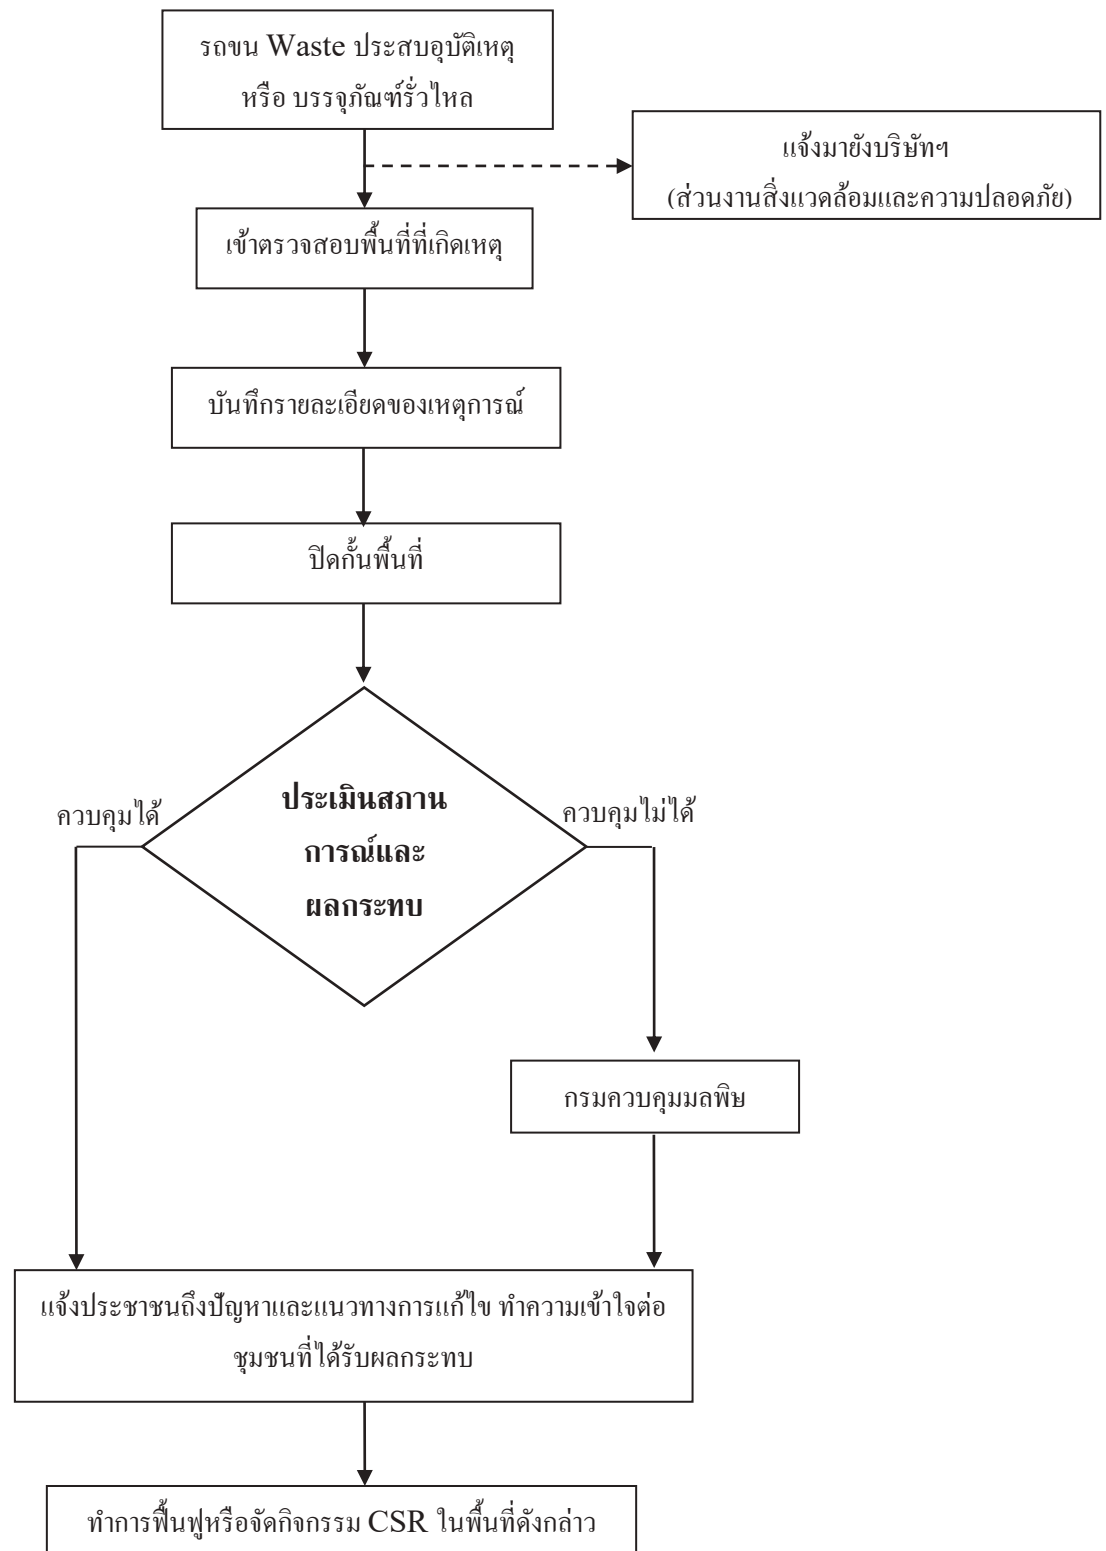 รถขน Waste ประสบอุบัติเหตุ
หรือ บรรจุภัณฑ์รั่วไหล
แจ้งมายังบริษัทฯ
(ส่วนงานสิ่งแวดล้อมและความปลอดภัย)
เข้าตรวจสอบพื้นที่ที่เกิดเหตุ
บันทึกรายละเอียดของเหตุการณ์
ปิดกั้นพื้นที่
ประเมินสถาน
การณ์และ
ผลกระทบ
ควบคุมได้
ควบคุมไม่ได้
กรมควบคุมมลพิษ
แจ้งประชาชนถึงปัญหาและแนวทางการแก้ไข ทำความเข้าใจต่อ
ชุมชนที่ได้รับผลกระทบ
ทำการฟื้นฟูหรือจัดกิจกรรม CSR ในพื้นที่ดังกล่าว